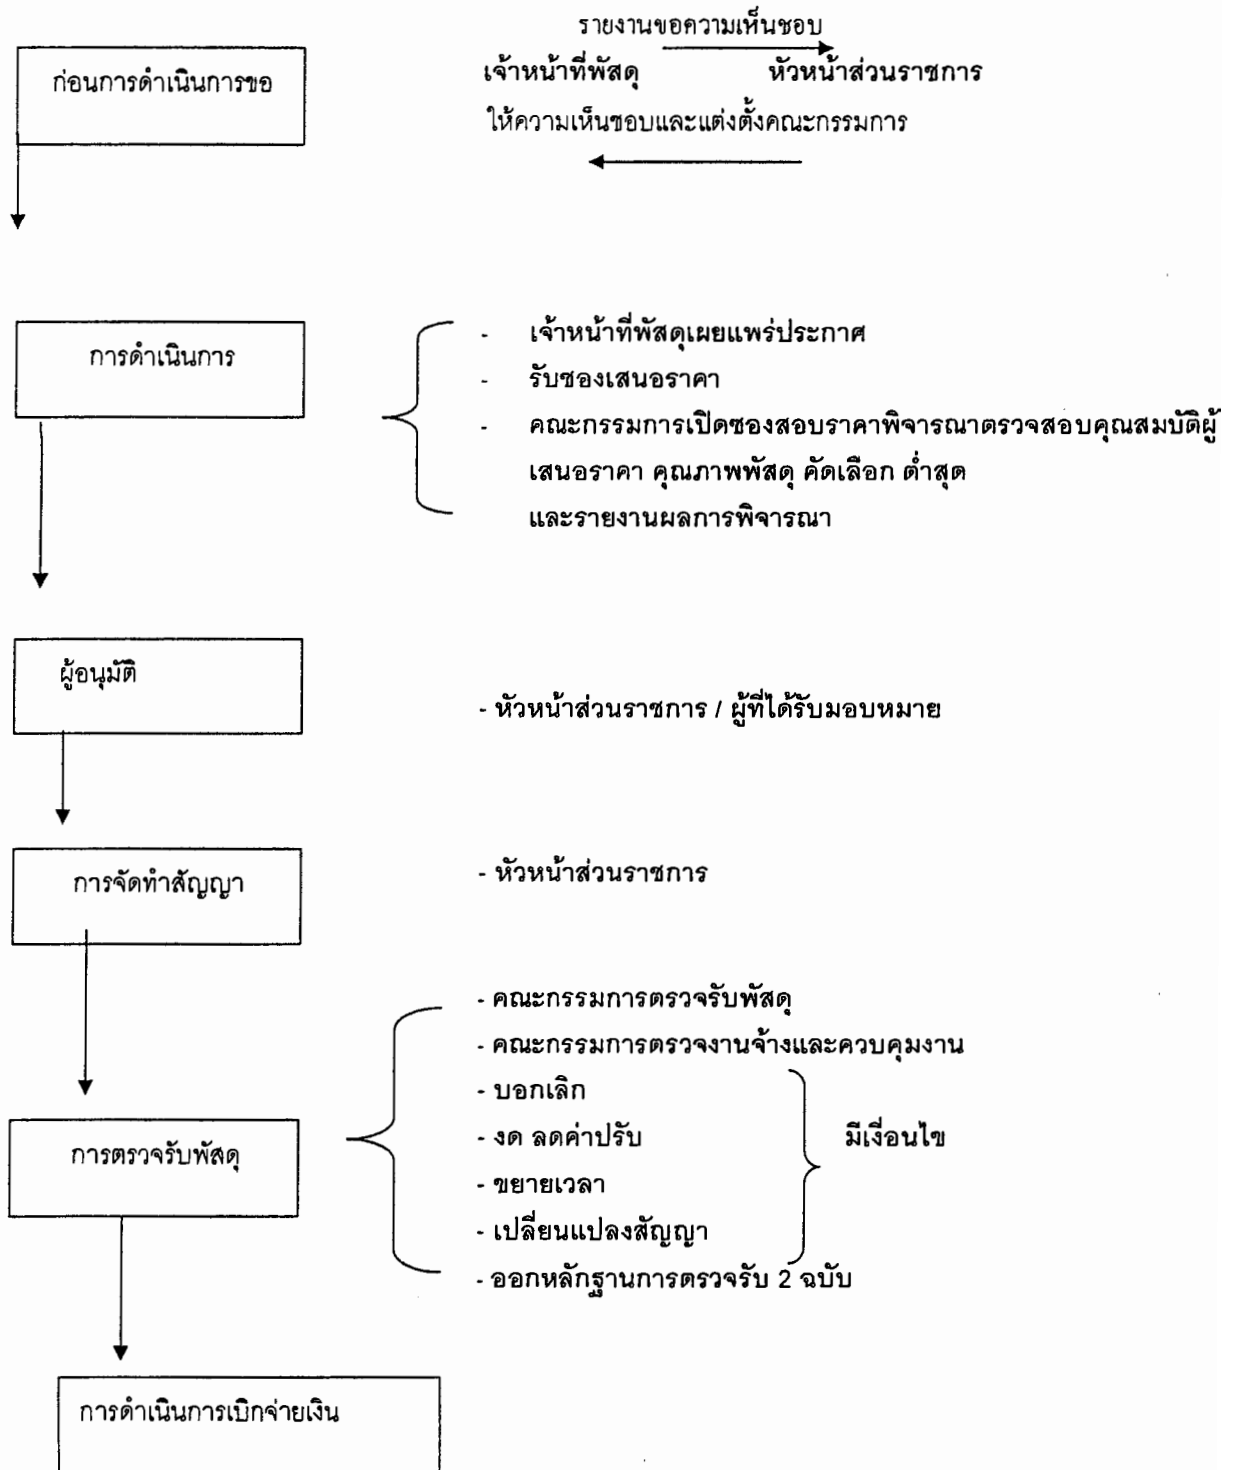 รายงานขอความเห็นชอบ
ก่อนการดำเนินการขอ
เจ้าหน้าที่พัสดุ หัวหน้าส่วนราชการ
ให้ความเห็นชอบและแต่งตั้งคณะกรรมการ
การดำเนินการ
- เจ้าหน้าที่พัสดุเผยแพร่ประกาศ
- รับซองเสนอราคา
- คณะกรรมการเปิดซองสอบราคาพิจารณาตรวจสอบคุณสมบัติผู้
เสนอราคา คุณภาพพัสดุ คัดเลือก ต่ำสุด
และรายงานผลการพิจารณา
ผู้อนุมัติ
- หัวหน้าส่วนราชการ / ผู้ที่ได้รับมอบหมาย
การจัดทำสัญญา
- หัวหน้าส่วนราชการ
- คณะกรรมการตรวจรับพัสดุ
- คณะกรรมการตรวจงานจ้างและควบคุมงาน
- บอกเลิก
- งด ลดค่าปรับ
มีเงื่อนไข
การตรวจรับพัสดุ
- ขยายเวลา
- เปลี่ยนแปลงสัญญา
- ออกหลักฐานการตรวจรับ 2 ฉบับ
การดำเนินการเบิกจ่ายเงิน